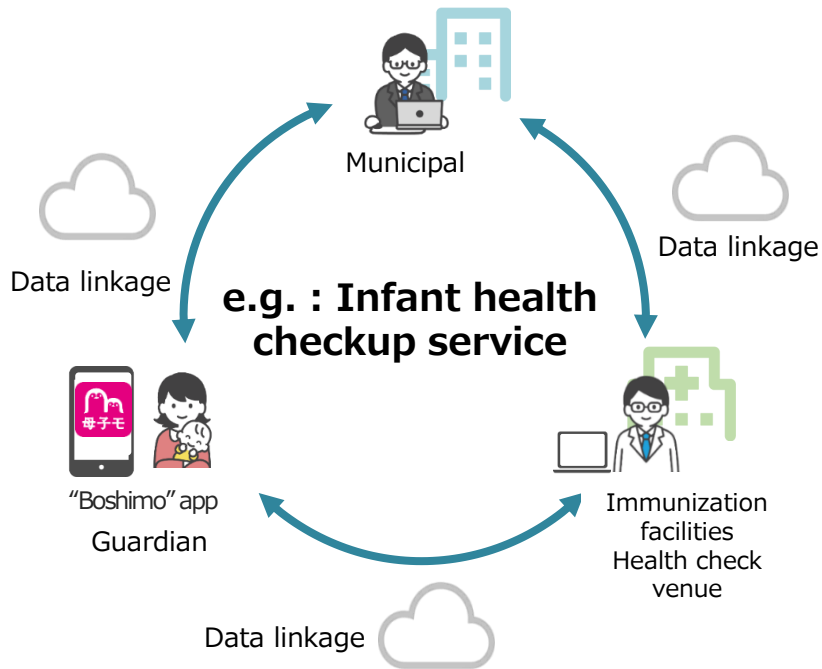 Municipal
Data linkage
Data linkage
e.g. : Infant health
checkup service
母子モ
“Boshimo” app
Guardian
Immunization
facilities
Health check
venue
Data linkage